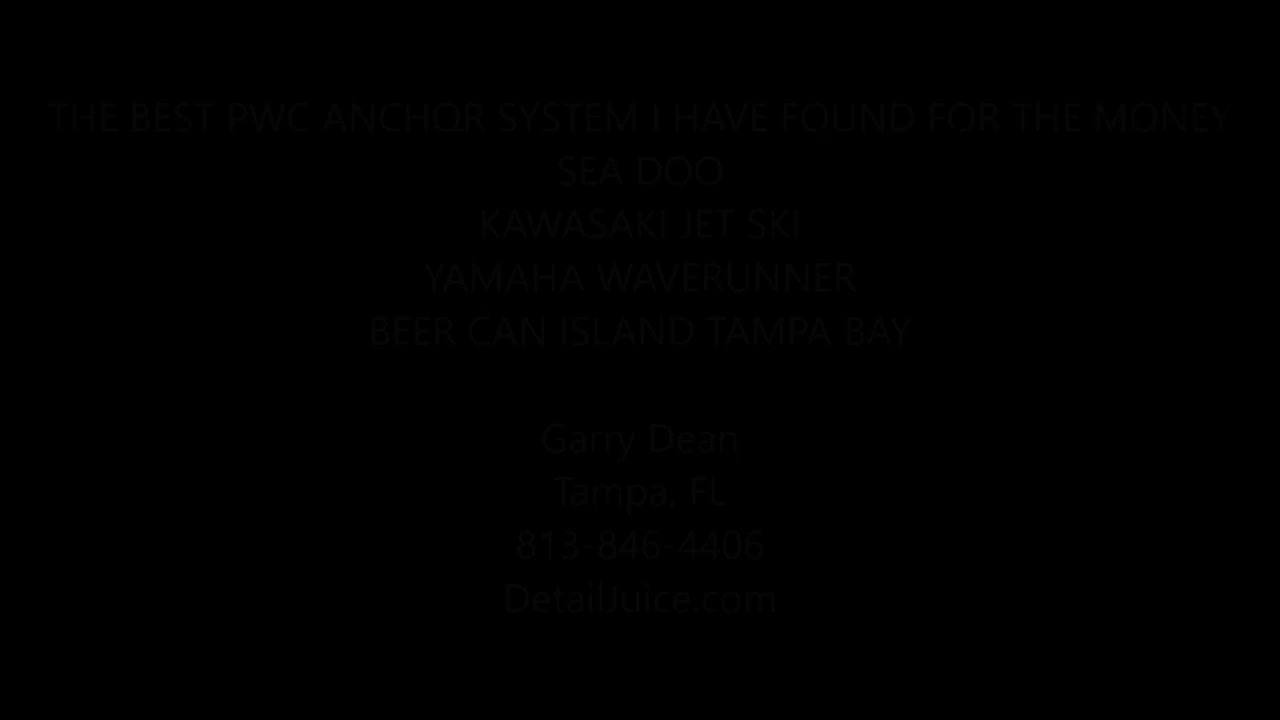 THE BEST PWC ANCHOR SYSTEM I HAVE FOUND FOR THE MONEY
SEA DOO
KAWASAKI JET SKI
YAMAHA WAVERUNNER
BEER CAN ISLAND TAMPA BAY
Garry Dean
Tampa, FL
813-846-4406
DetailJuice.com